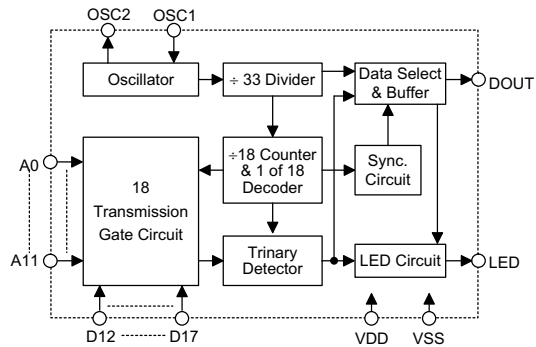 OSC2 OSC1
Oscillator
÷ 33 Divider
Data Select
& Buffer
DOUT
A0
18
Transmission
Gate Circuit
÷18 Counter
& 1 of 18
Decoder
Sync.
Circuit
A11
Trinary
Detector
LED Circuit
LED
D12
D17
VDD
VSS